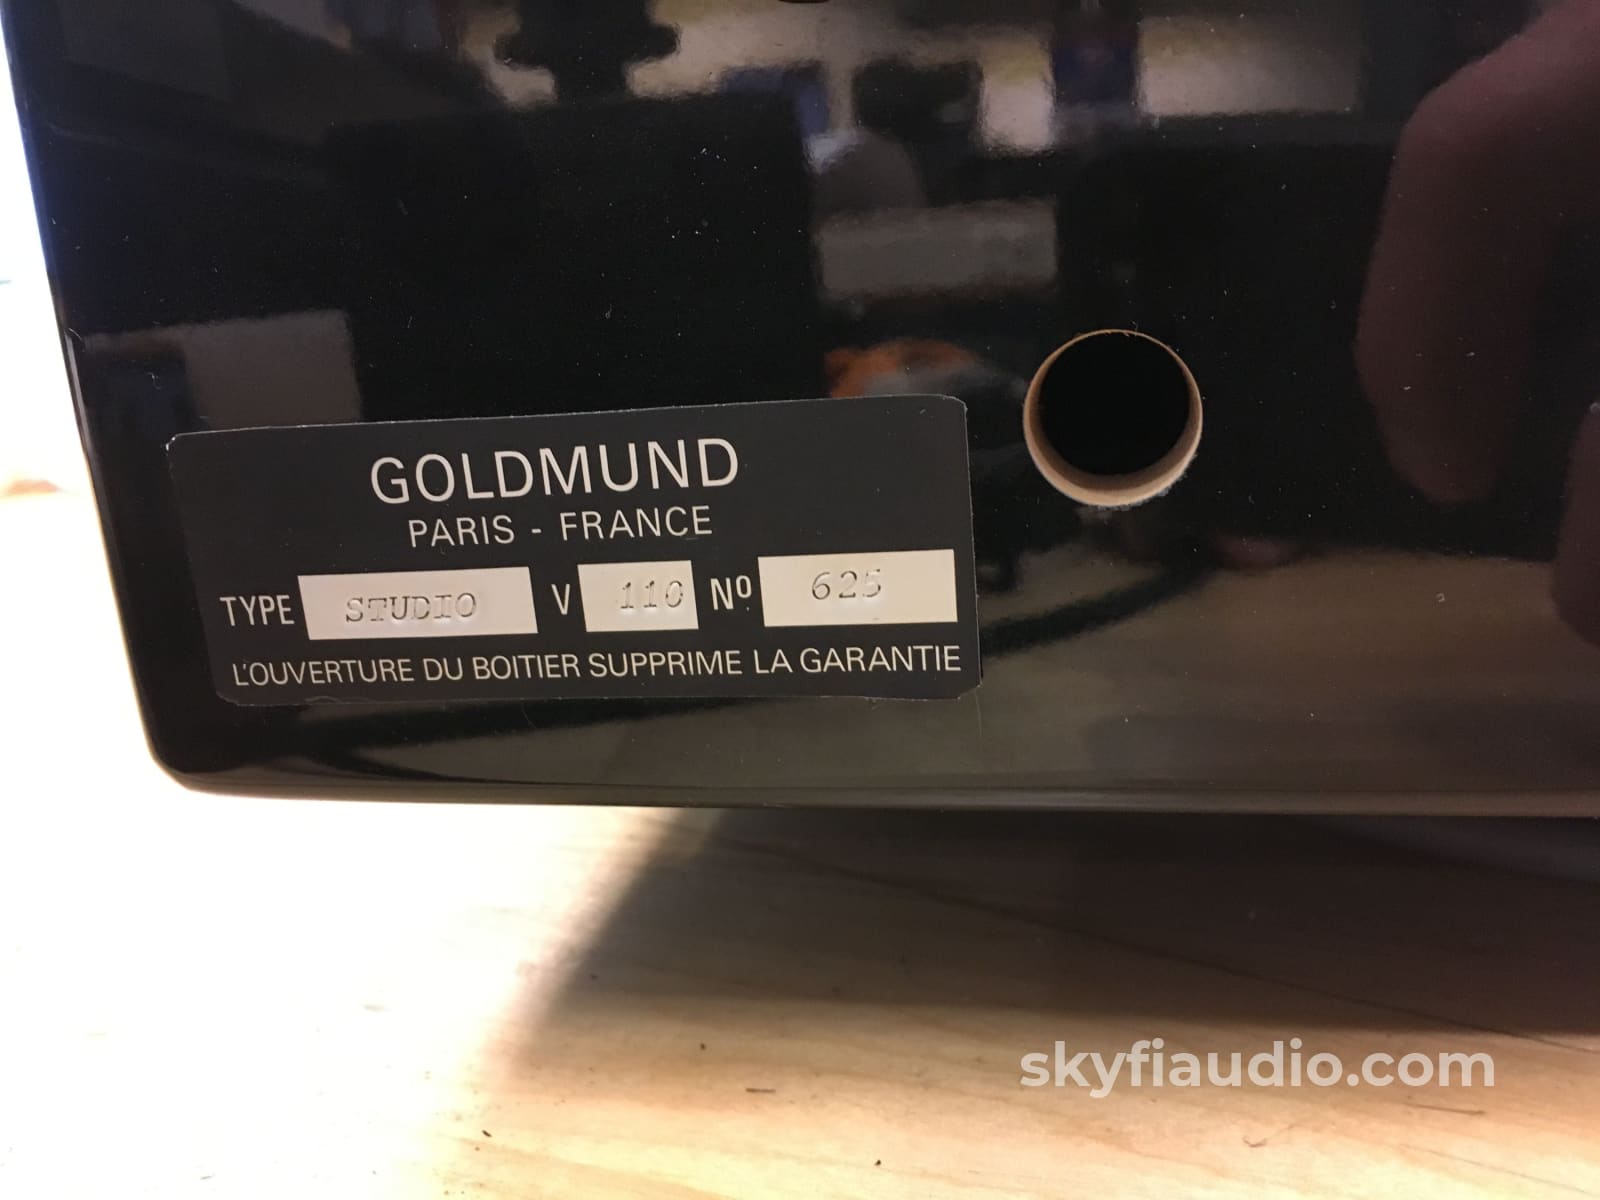 GOLDMUND
PARIS - FRANCE
TYPE STUDIO V 110 Nº 625
L'OUVERTURE DU BOITIER SUPPRIME LA GARANTIE
skyfiaudio.com